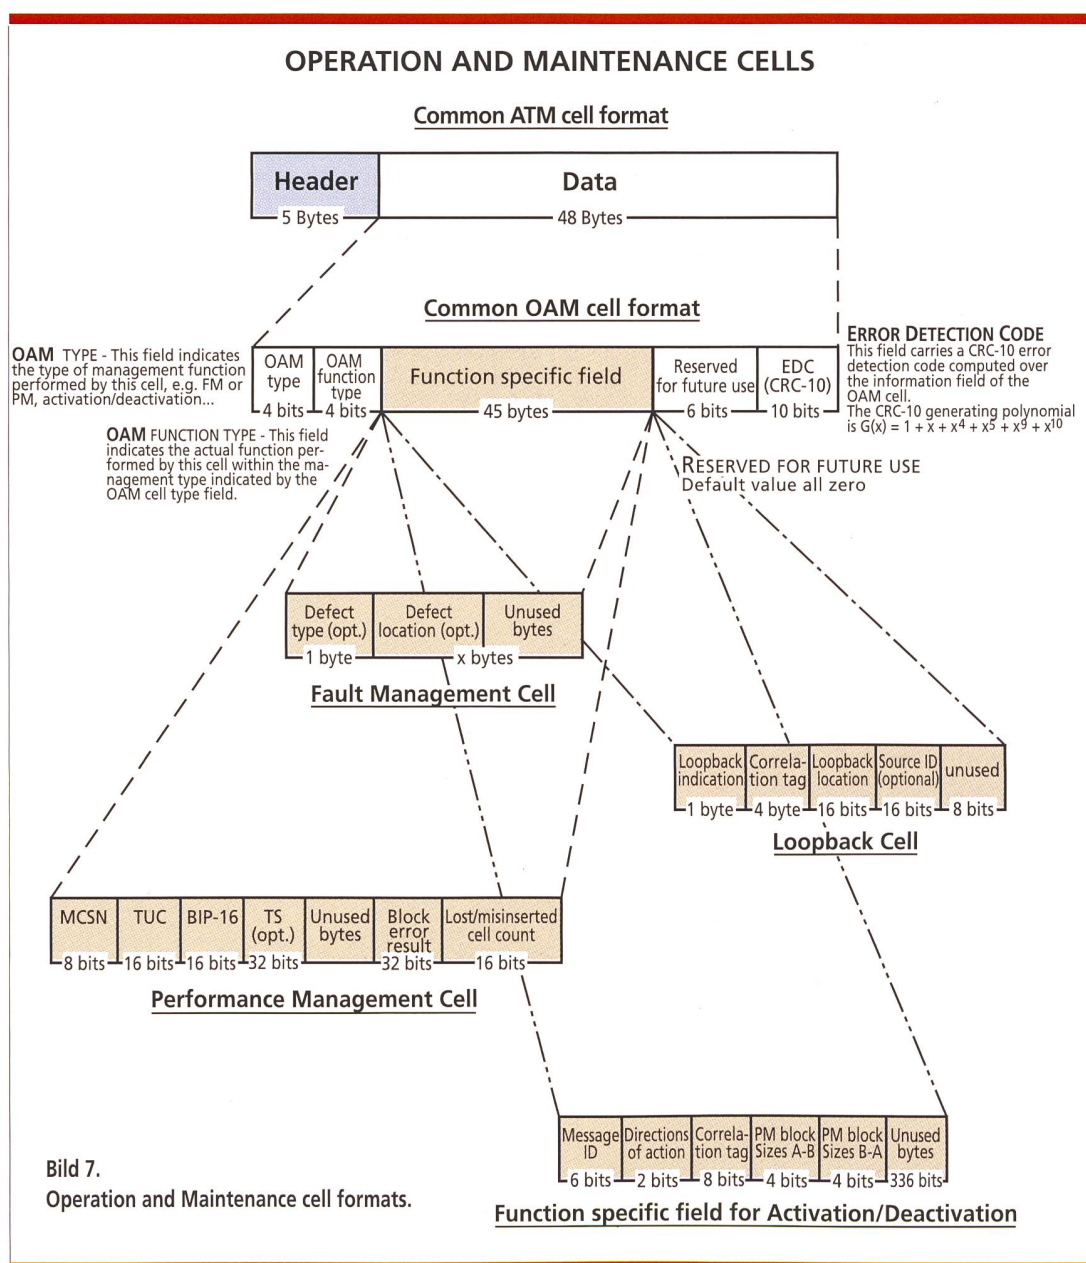 OPERATION AND MAINTENANCE CELLS
Common ATM cell format
Header
Data
5 Bytes
48 Bytes
Common OAM cell format
OAM TYPE - This field indicates
the type of management function
performed by this cell, e.g. FM or
PM, activation/deactivation...
OAM
type
4 bits
OAM
function
type
4 bits
Function specific field
45 bytes
Reserved
for future use
6 bits
EDC
(CRC-10)
10 bits
ERROR DETECTION CODE
This field carries a CRC-10 error
detection code computed over
the information field of the
OAM cell.
The CRC-10 generating polynomial
is G(x) = 1 + x + x⁴ + x⁵ + x⁹ + x¹⁰
OAM FUNCTION TYPE - This field
indicates the actual function per-
formed by this cell within the ma-
nagement type indicated by the
OAM cell type field.
RESERVED FOR FUTURE USE
Default value all zero
Defect
type (opt.)
1 byte
Defect
location (opt.)
Unused
bytes
x bytes
Fault Management Cell
Loopback
indication
1 byte
Correla-
tion tag
4 byte
Loopback
location
16 bits
Source ID
(optional)
16 bits
unused
8 bits
Loopback Cell
MCSN
8 bits
TUC
16 bits
BIP-16
16 bits
TS
(opt.)
32 bits
Unused
bytes
Block
error
result
32 bits
Lost/misinserted
cell count
16 bits
Performance Management Cell
Message
ID
6 bits
Directions
of action
2 bits
Correla-
tion tag
8 bits
PM block
Sizes A-B
4 bits
PM block
Sizes B-A
4 bits
Unused
bytes
336 bits
Function specific field for Activation/Deactivation
Bild 7.
Operation and Maintenance cell formats.